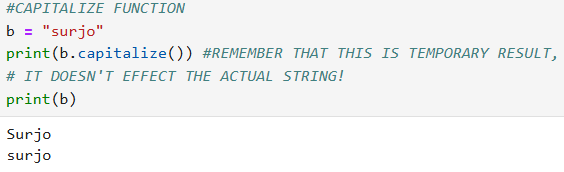 #CAPITALIZE FUNCTION
b = "surjo"
print(b.capitalize()) #REMEMBER THAT THIS IS TEMPORARY RESULT,
# IT DOESN'T EFFECT THE ACTUAL STRING!
print(b)
Surjo
surjo